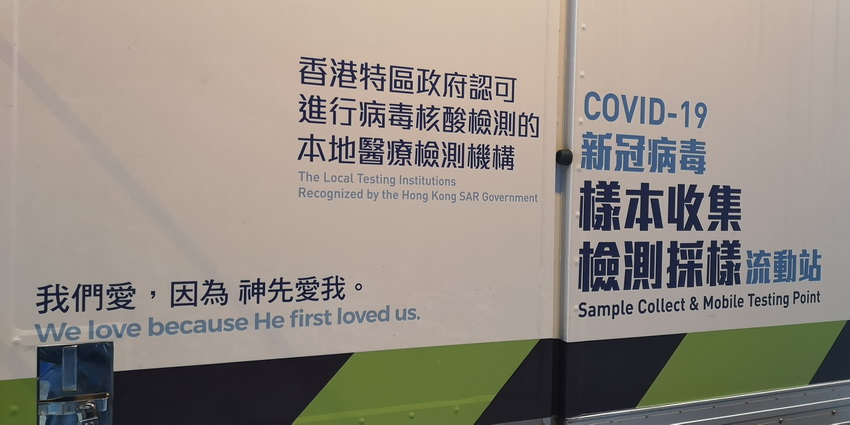 香港特區政府認可
進行病毒核酸檢測的
本地醫療檢測機構
The Local Testing Institutions
Recognized by the Hong Kong SAR Government
我們愛，因為 神先愛我。
We love because He first loved us.
COVID-19
新冠病毒
樣本收集
檢測採樣流動站
Sample Collect & Mobile Testing Point